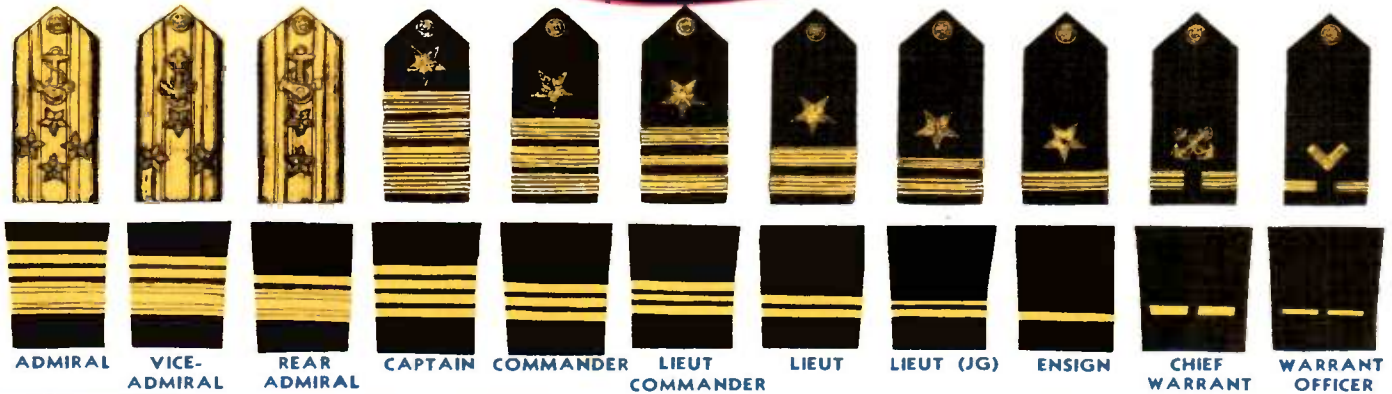 ADMIRAL
VICE-
ADMIRAL
REAR
ADMIRAL
CAPTAIN
COMMANDER
LIEUT
COMMANDER
LIEUT
LIEUT (JG)
ENSIGN
CHIEF
WARRANT
WARRANT
OFFICER